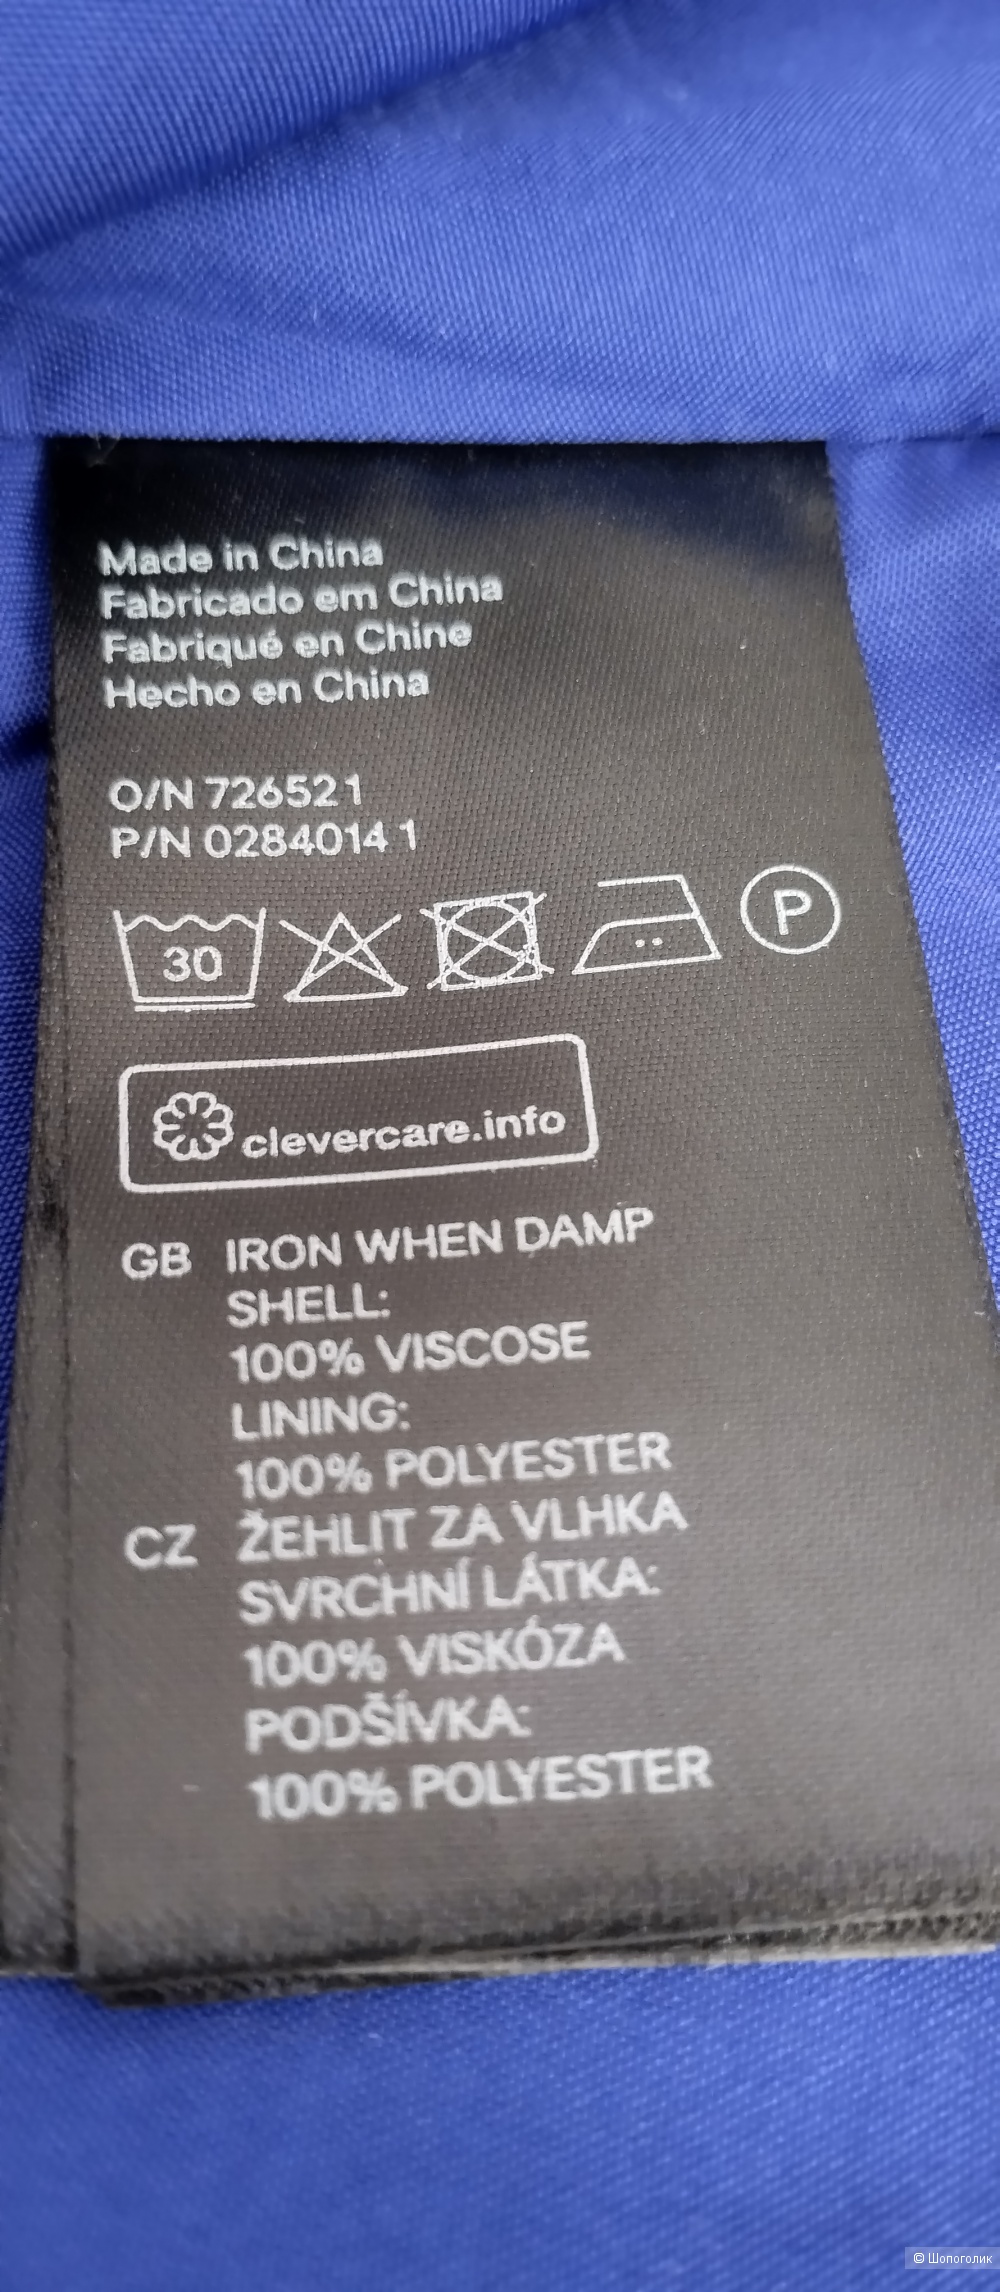 Made in China
Fabricado em China
Fabriqué en Chine
Hecho en China
O/N 726521
P/N 0284014 1
30
P
clevercare.info
GB IRON WHEN DAMP
SHELL:
100% VISCOSE
LINING:
100% POLYESTER
CZ ŽEHLIT ZA VLHKA
SVRCHNÍ LÁTKA:
100% VISKÓZA
PODŠÍVKA:
100% POLYESTER
© Шопоголик